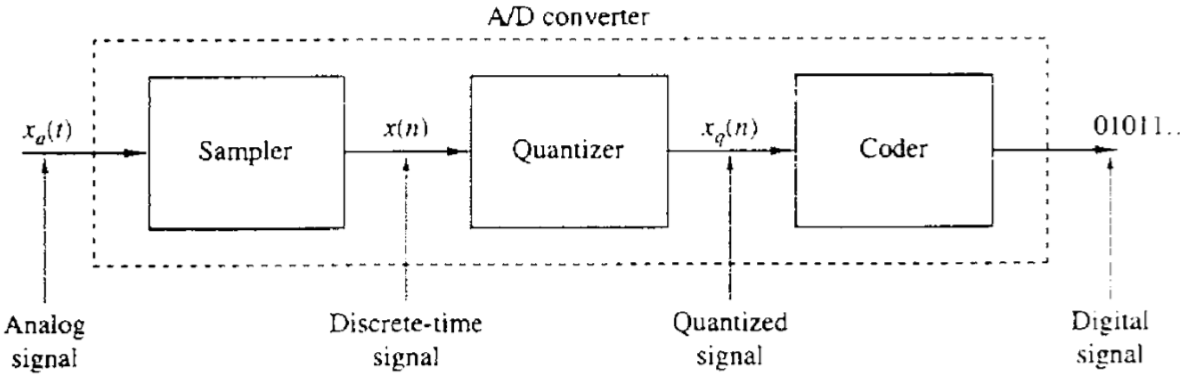 A/D converter
x_a(t)
Sampler
x(n)
Quantizer
x_q(n)
Coder
01011..
Analog
signal
Discrete-time
signal
Quantized
signal
Digital
signal